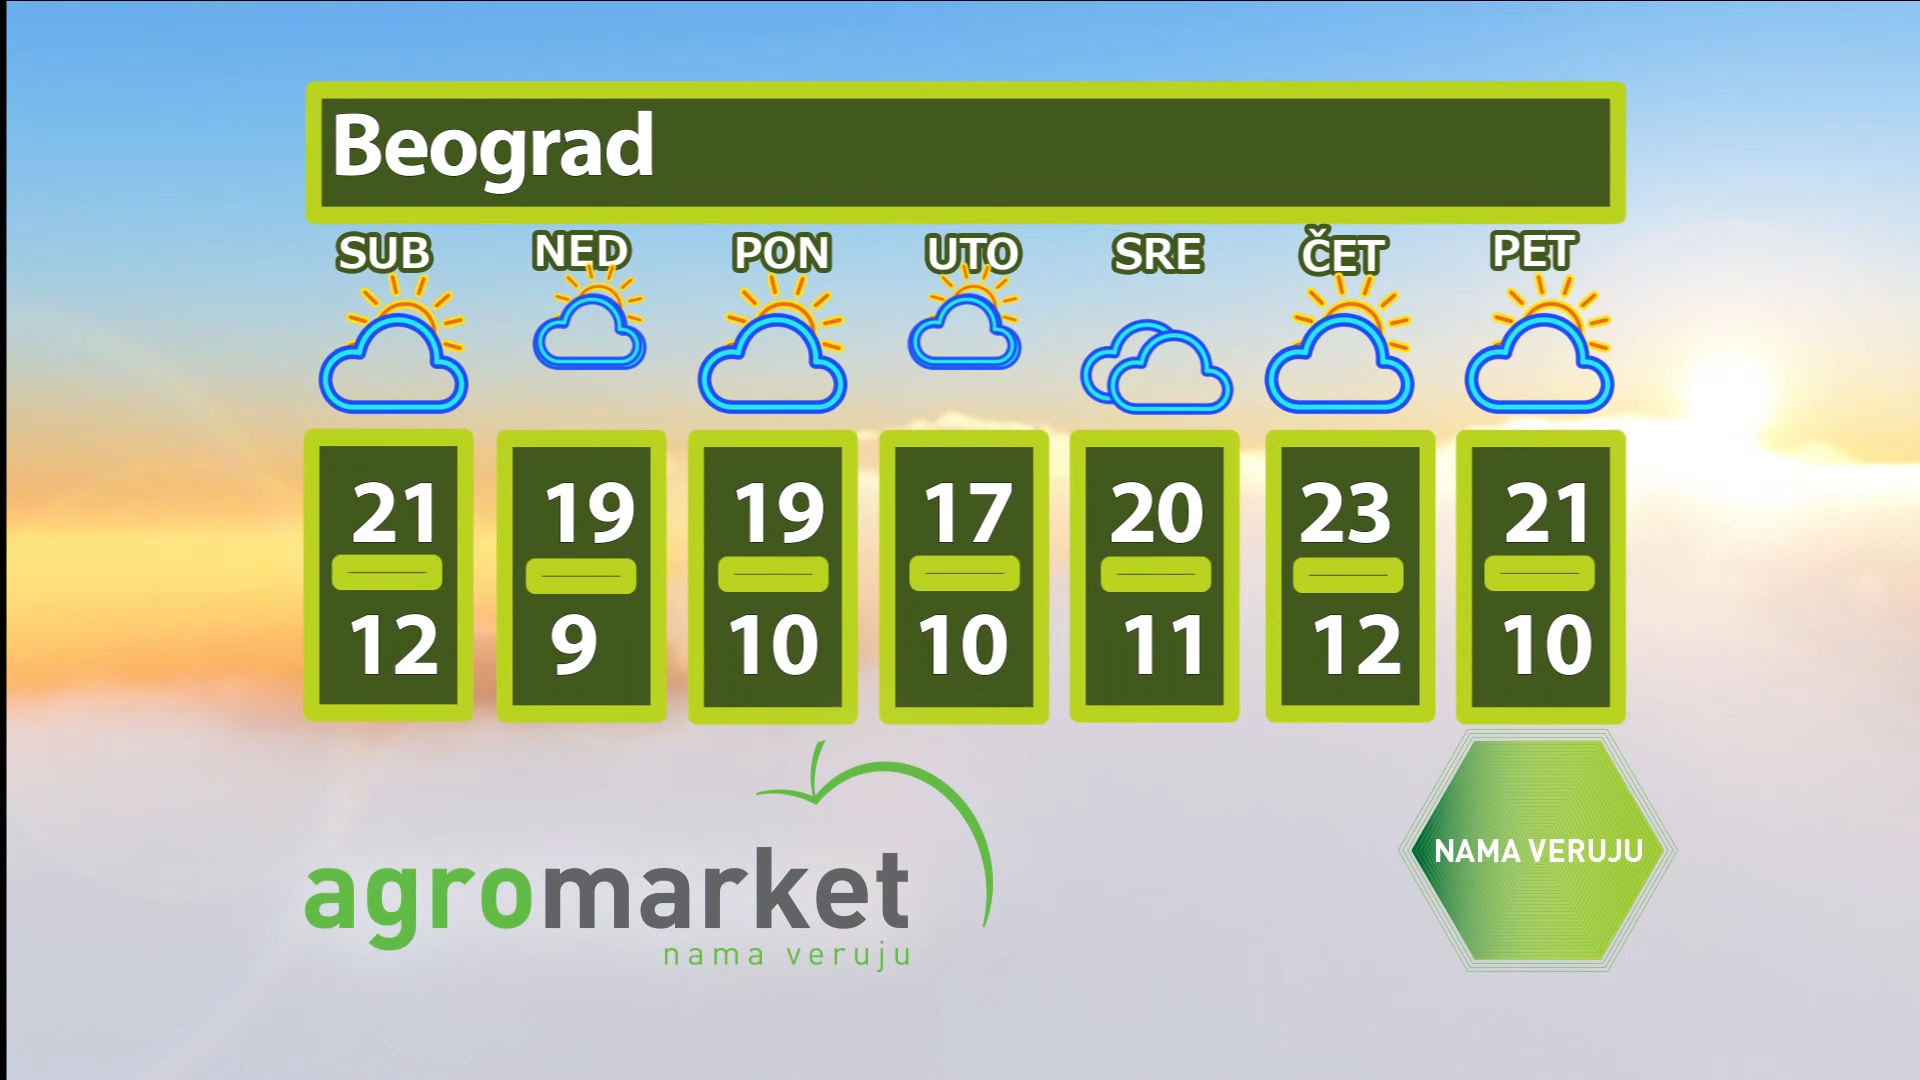 Beograd
SUB NED PON UTO SRE ČET PET
21 19 19 17 20 23 21
12 9 10 10 11 12 10
agromarket
nama veruju
NAMA VERUJU